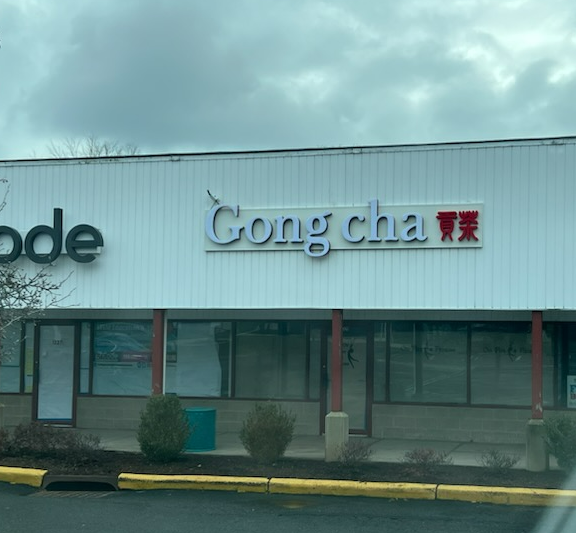 ode
Gong cha 貢茶